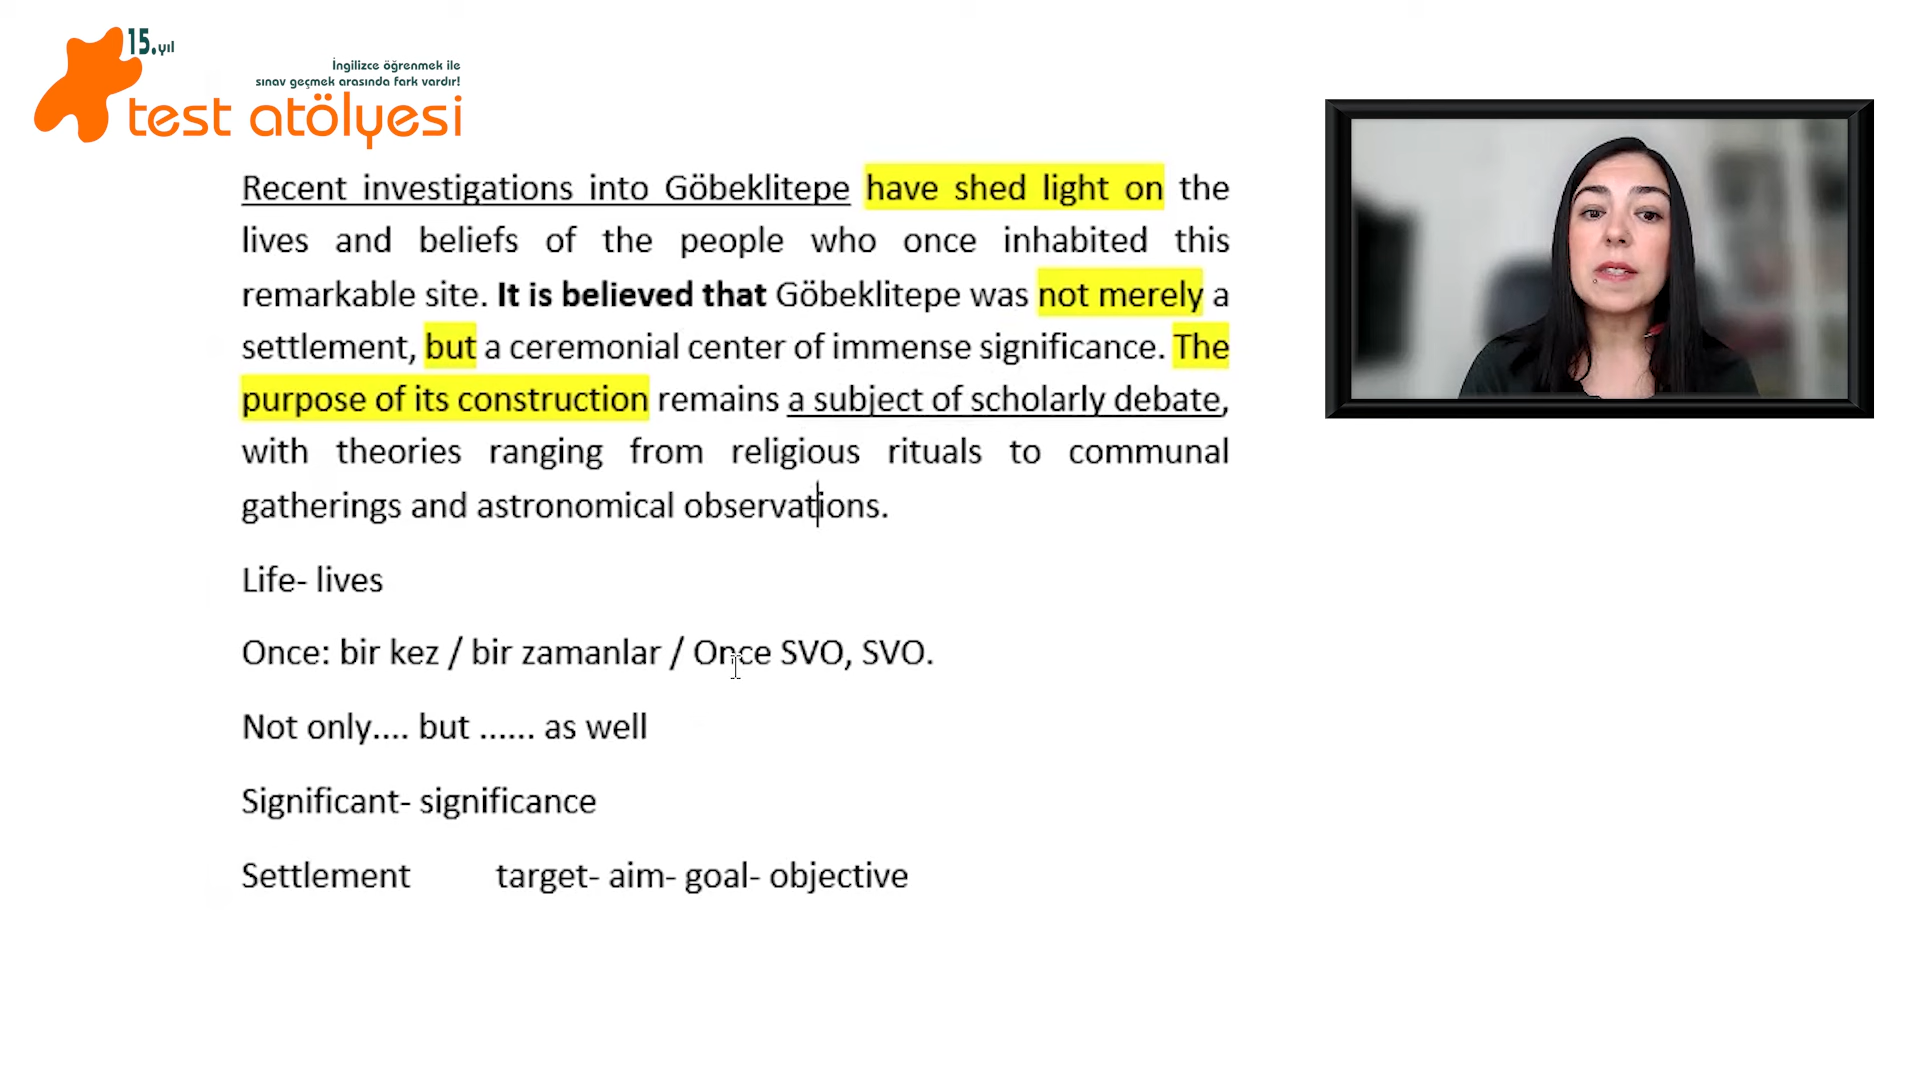 15.yıl
İngilizce öğrenmek ile
sınav geçmek arasında fark vardır!
test atölyesi
Recent investigations into Göbeklitepe have shed light on the
lives and beliefs of the people who once inhabited this
remarkable site. It is believed that Göbeklitepe was not merely a
settlement, but a ceremonial center of immense significance. The
purpose of its construction remains a subject of scholarly debate,
with theories ranging from religious rituals to communal
gatherings and astronomical observations.
Life- lives
Once: bir kez / bir zamanlar / Once SVO, SVO.
Not only.... but ...... as well
Significant- significance
Settlement target- aim- goal- objective